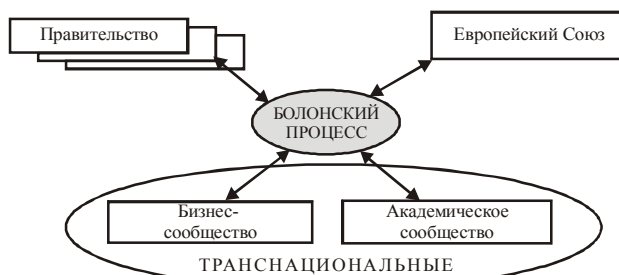 Правительство
Европейский Союз
БОЛОНСКИЙ
ПРОЦЕСС
Бизнес-
сообщество
Академическое
сообщество
ТРАНСНАЦИОНАЛЬНЫЕ